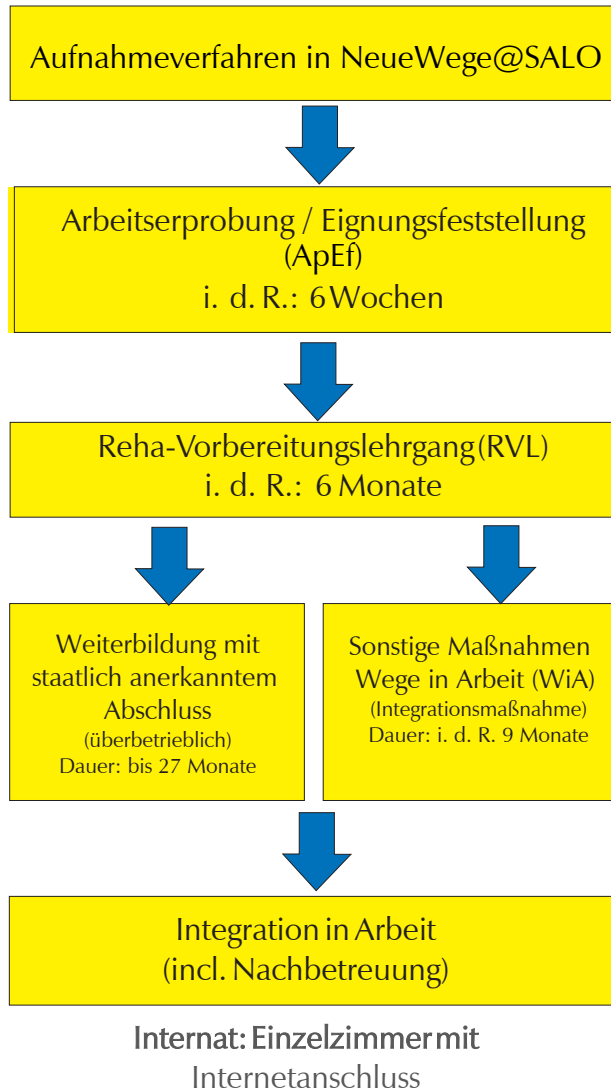 Aufnahmeverfahren in NeueWege@SALO
Arbeitserprobung / Eignungsfeststellung
(ApEf)
i. d. R.: 6 Wochen
Reha-Vorbereitungslehrgang (RVL)
i. d. R.: 6 Monate
Weiterbildung mit
staatlich anerkanntem
Abschluss
(überbetrieblich)
Dauer: bis 27 Monate
Sonstige Maßnahmen
Wege in Arbeit (WiA)
(Integrationsmaßnahme)
Dauer: i. d. R. 9 Monate
Integration in Arbeit
(incl. Nachbetreuung)
Internat: Einzelzimmer mit
Internetanschluss